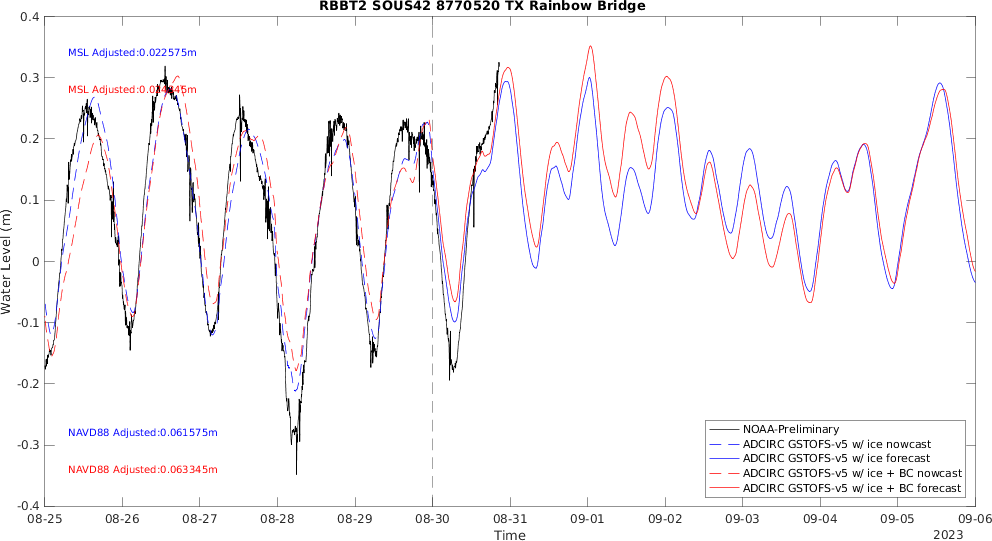 RBBT2 SOUS42 8770520 TX Rainbow Bridge
0.4
0.3
0.2
0.1
0
-0.1
-0.2
-0.3
-0.4
Water Level (m)
MSL Adjusted:0.022575m
MSL
NAVD88 Adjusted:0.061575m
NAVD88 Adjusted:0.063345m
NOAA-Preliminary
ADCIRC GSTOFS-v5 w/ ice nowcast
ADCIRC GSTOFS-v5 w/ ice forecast
ADCIRC GSTOFS-v5 w/ ice + BC nowcast
ADCIRC GSTOFS-v5 w/ ice + BC forecast
08-25 08-26 08-27 08-28 08-29 08-30 08-31 09-01 09-02 09-03 09-04 09-05 09-06
Time
2023